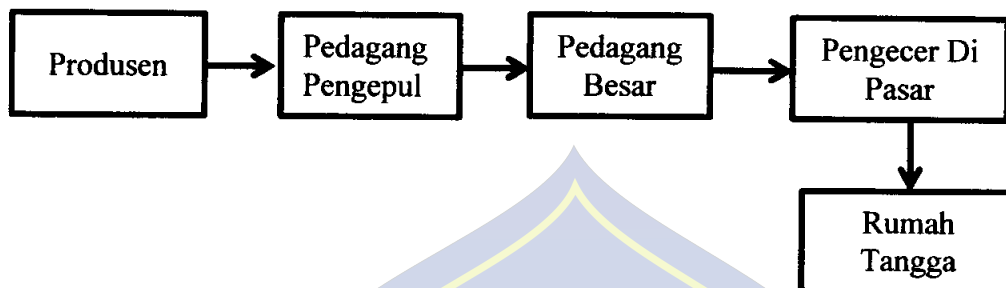 Produsen
Pedagang
Pengepul
Pedagang
Besar
Pengecer Di
Pasar
Rumah
Tangga